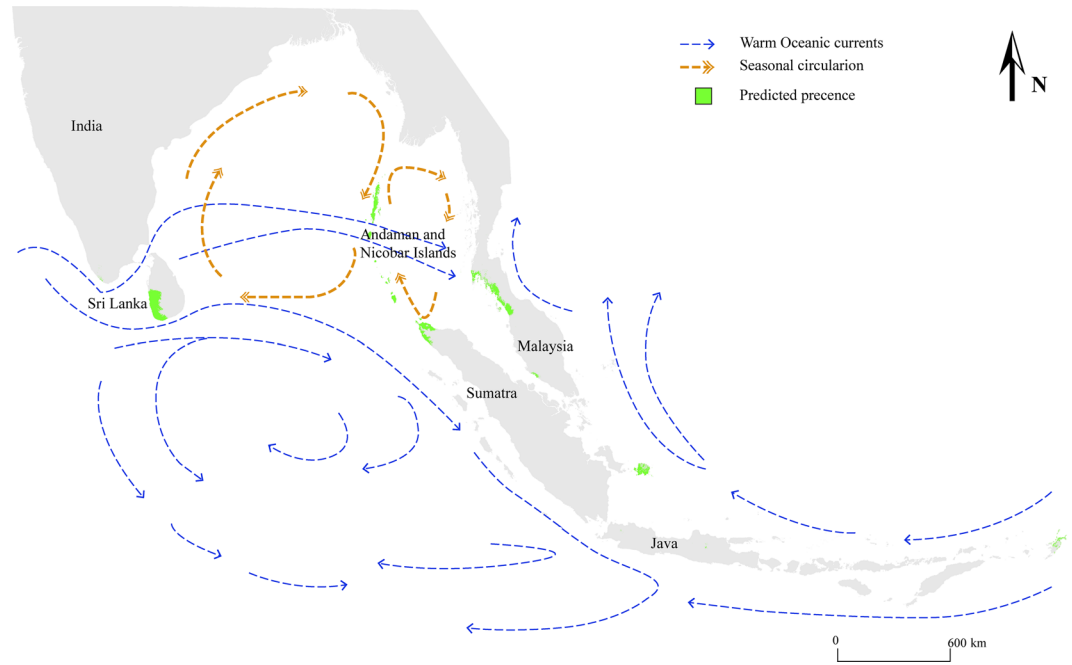 Warm Oceanic currents
Seasonal circularion
Predicted precence
N
India
Andaman and
Nicobar Islands
Sri Lanka
Malaysia
Sumatra
Java
0
600 km